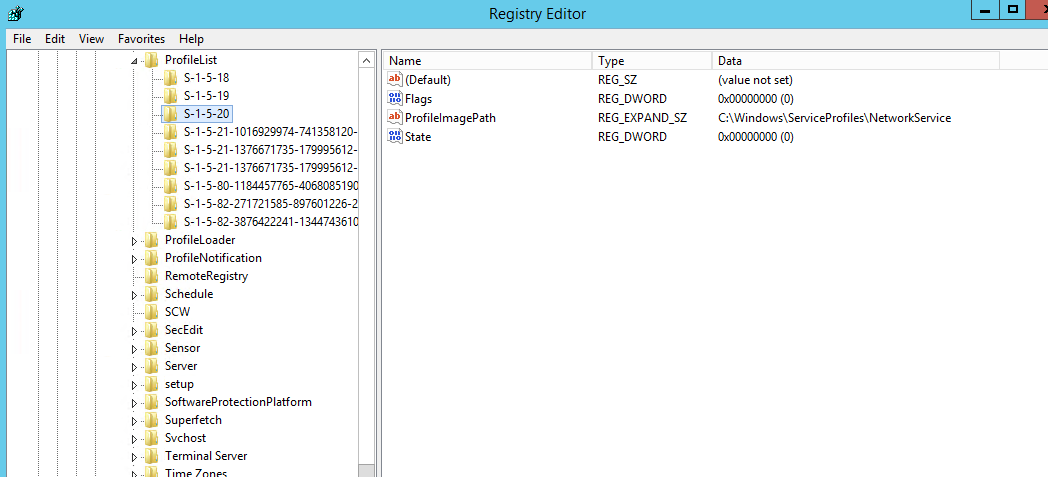 Registry Editor
File Edit View Favorites Help
ProfileList
S-1-5-18
S-1-5-19
S-1-5-20
S-1-5-21-1016929974-741358120-
S-1-5-21-1376671735-179995612-
S-1-5-21-1376671735-179995612-
S-1-5-80-1184457765-4068085190
S-1-5-82-271721585-897601226-2
S-1-5-82-3876422241-1344743610
ProfileLoader
ProfileNotification
RemoteRegistry
Schedule
SCW
SecEdit
Sensor
Server
setup
SoftwareProtectionPlatform
Superfetch
Svchost
Terminal Server
Time Zones
Name Type Data
(Default) REG_SZ (value not set)
Flags REG_DWORD 0x00000000 (0)
ProfileImagePath REG_EXPAND_SZ C:\Windows\ServiceProfiles\NetworkService
State REG_DWORD 0x00000000 (0)